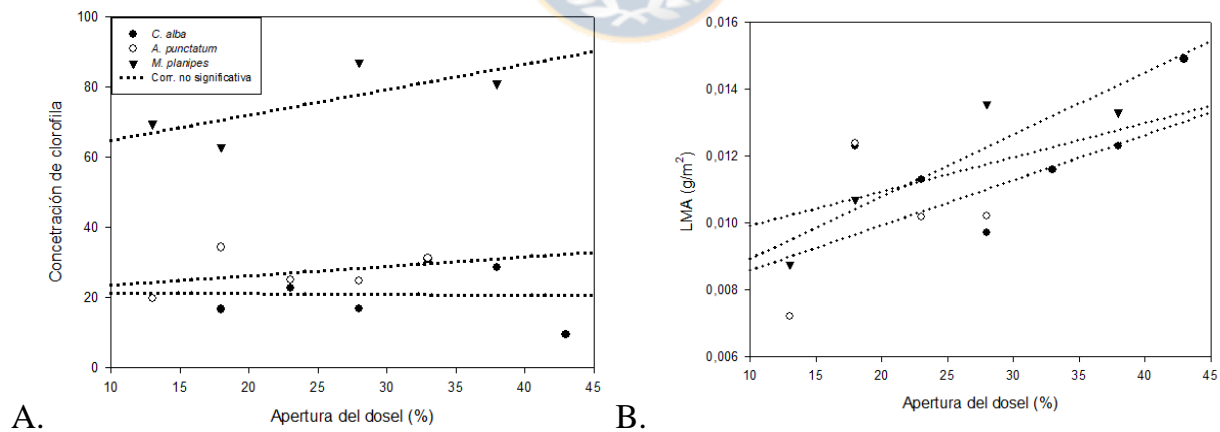 100
80
60
40
20
0
Concetración de clorofila
C. alba
A. punctatum
M. planipes
Corr. no significativa
10 15 20 25 30 35 40 45
Apertura del dosel (%)
A.
0,016
0,014
0,012
0,010
0,008
0,006
LMA (g/m²)
10 15 20 25 30 35 40 45
Apertura del dosel (%)
B.